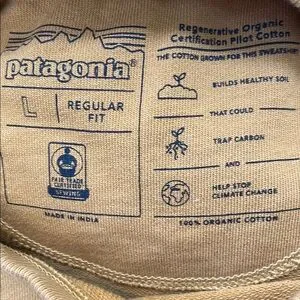 patagonia®
L
REGULAR
FIT
FAIR TRADE
CERTIFIED
SEWING
MADE IN INDIA
Regenerative Organic
Certification Pilot Cotton
THE COTTON GROWN FOR THIS SWEATSHIRT
BUILDS HEALTHY SOIL
THAT COULD
TRAP CARBON
AND
HELP STOP
CLIMATE CHANGE
100% ORGANIC COTTON